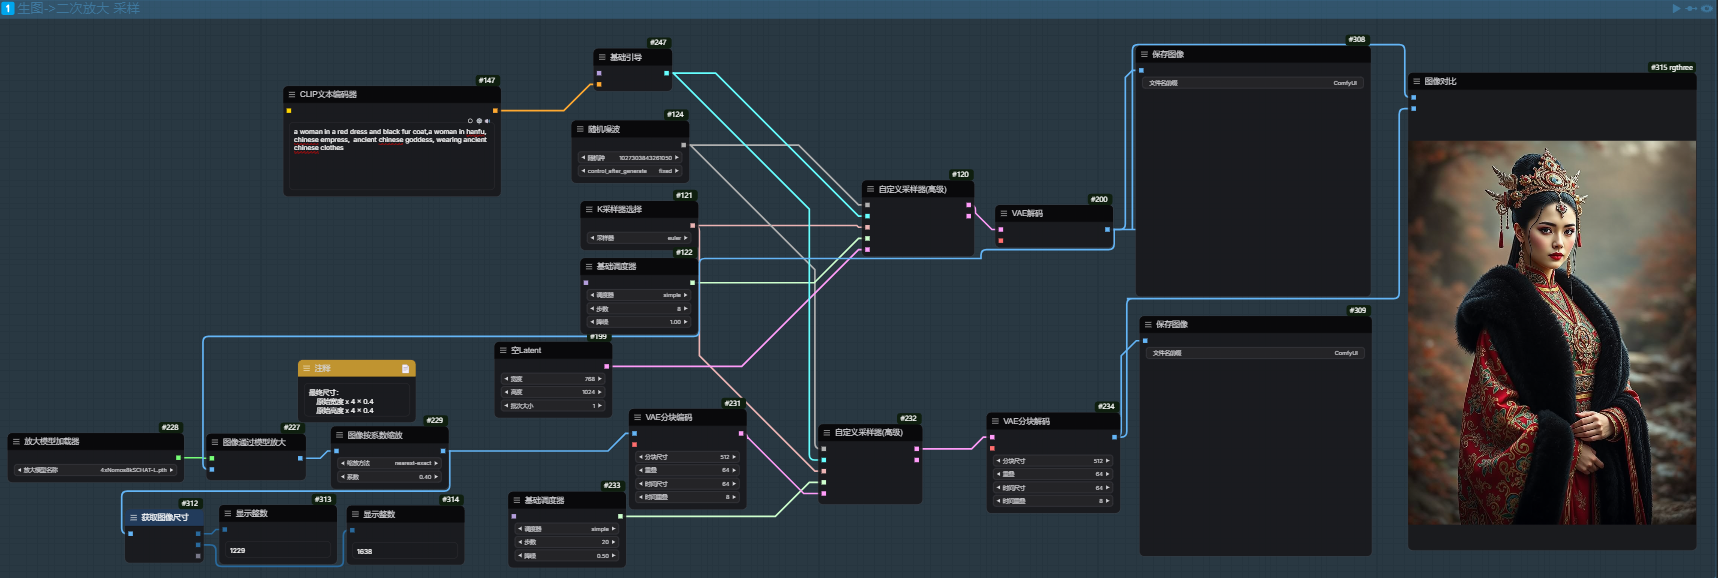 1 生图->二次放大 采样
#247
基础引导
#147
CLIP文本编码器
a woman in a red dress and black fur coat,a woman in hanfu,
chinese empress, ancient chinese goddess, wearing ancient
chinese clothes
#124
随机噪波
随机种 1027303843261050
control_after_generate fixed
#121
K采样器选择
采样器 euler
#122
基础调度器
调度器 simple
步数 8
降噪 1.00
#199
空Latent
宽度 768
高度 1024
批次大小 1
#120
自定义采样器(高级)
#200
VAE解码
#308
保存图像
文件名前缀 ComfyUI
#315 rgthree
图像对比
#309
保存图像
文件名前缀 ComfyUI
注释
最终尺寸：
原始宽度 x 4 × 0.4
原始高度 x 4 × 0.4
#228
放大模型加载器
放大模型名称 4xNomos8kSCHAT-L.pth
#227
图像通过模型放大
#229
图像按系数缩放
缩放方法 nearest-exact
系数 0.40
#231
VAE分块编码
分块尺寸 512
重叠 64
时间尺寸 64
时间重叠 8
#232
自定义采样器(高级)
#234
VAE分块解码
分块尺寸 512
重叠 64
时间尺寸 64
时间重叠 8
#233
基础调度器
调度器 simple
步数 20
降噪 0.50
#312
获取图像尺寸
#313
显示整数
1229
#314
显示整数
1638